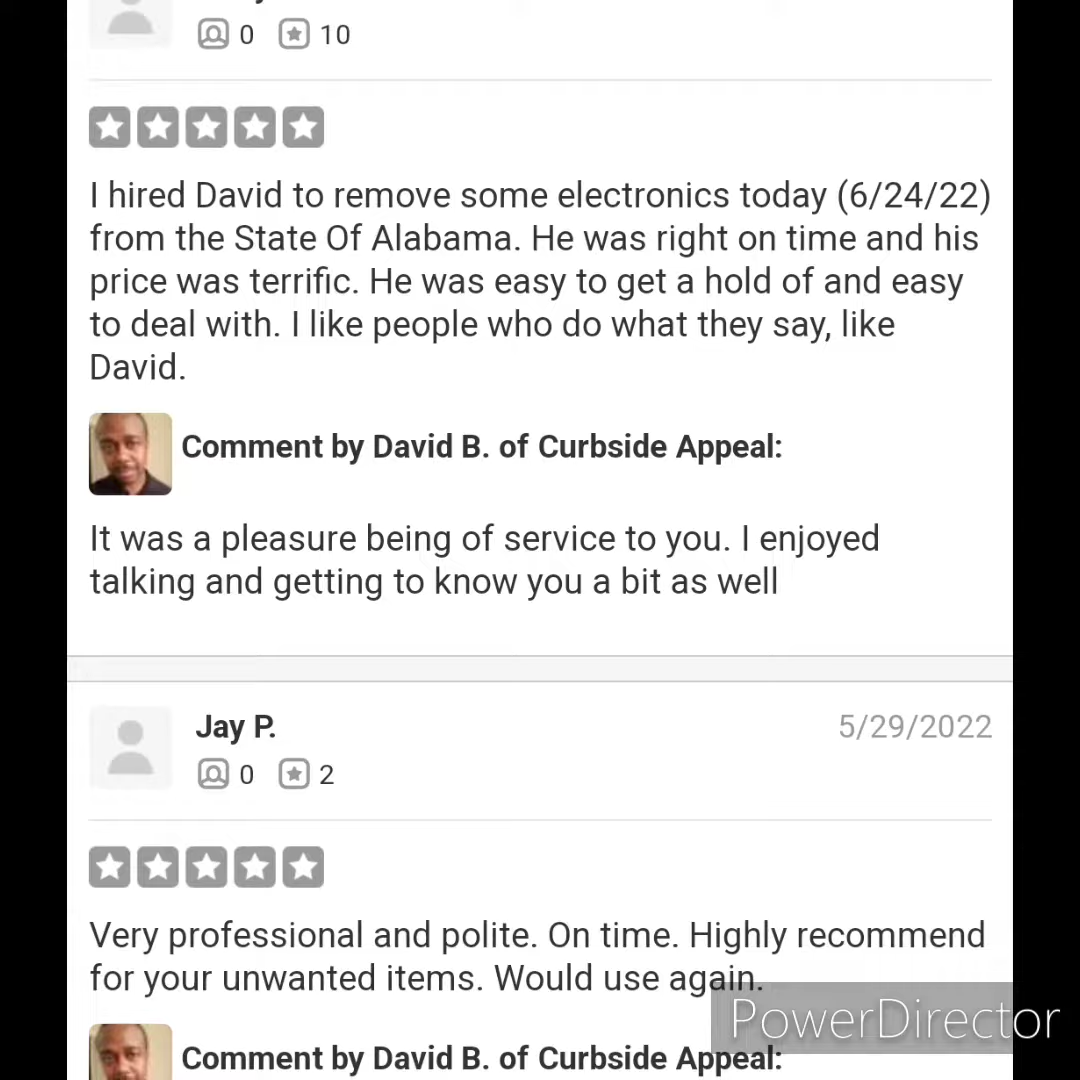 0 10
I hired David to remove some electronics today (6/24/22)
from the State Of Alabama. He was right on time and his
price was terrific. He was easy to get a hold of and easy
to deal with. I like people who do what they say, like
David.
Comment by David B. of Curbside Appeal:
It was a pleasure being of service to you. I enjoyed
talking and getting to know you a bit as well
Jay P. 5/29/2022
0 2
Very professional and polite. On time. Highly recommend
for your unwanted items. Would use again.
PowerDirector
Comment by David B. of Curbside Appeal: